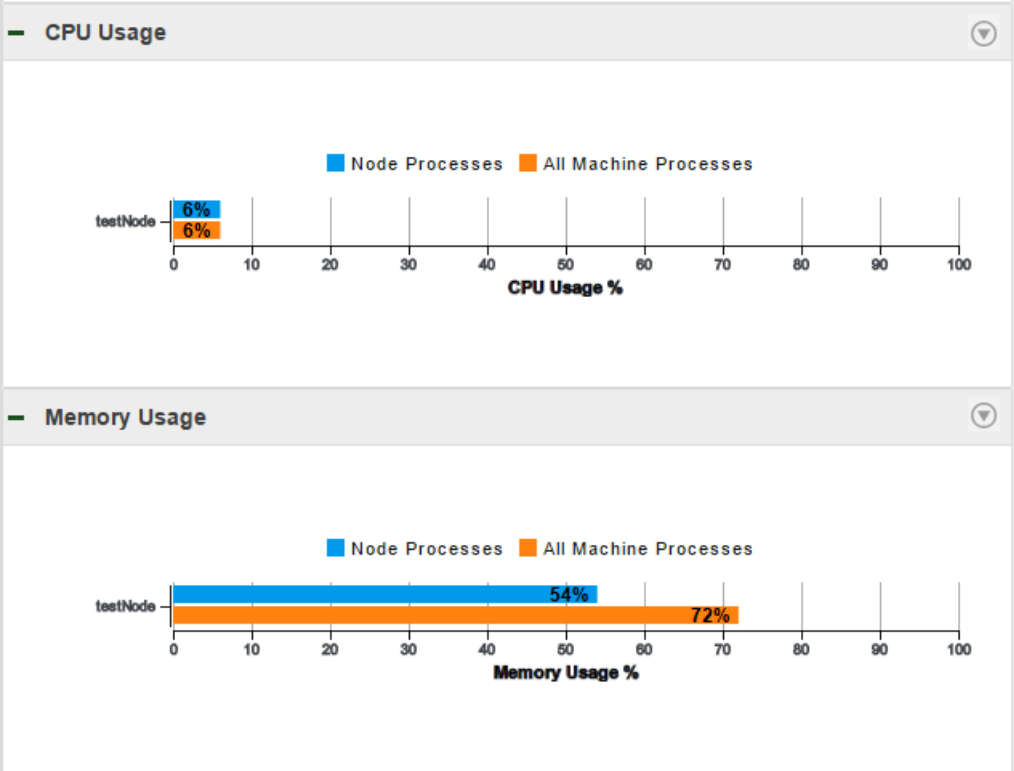 CPU Usage
Node Processes All Machine Processes
testNode
6%
6%
0 10 20 30 40 50 60 70 80 90 100
CPU Usage %
Memory Usage
Node Processes All Machine Processes
testNode
54%
72%
0 10 20 30 40 50 60 70 80 90 100
Memory Usage %